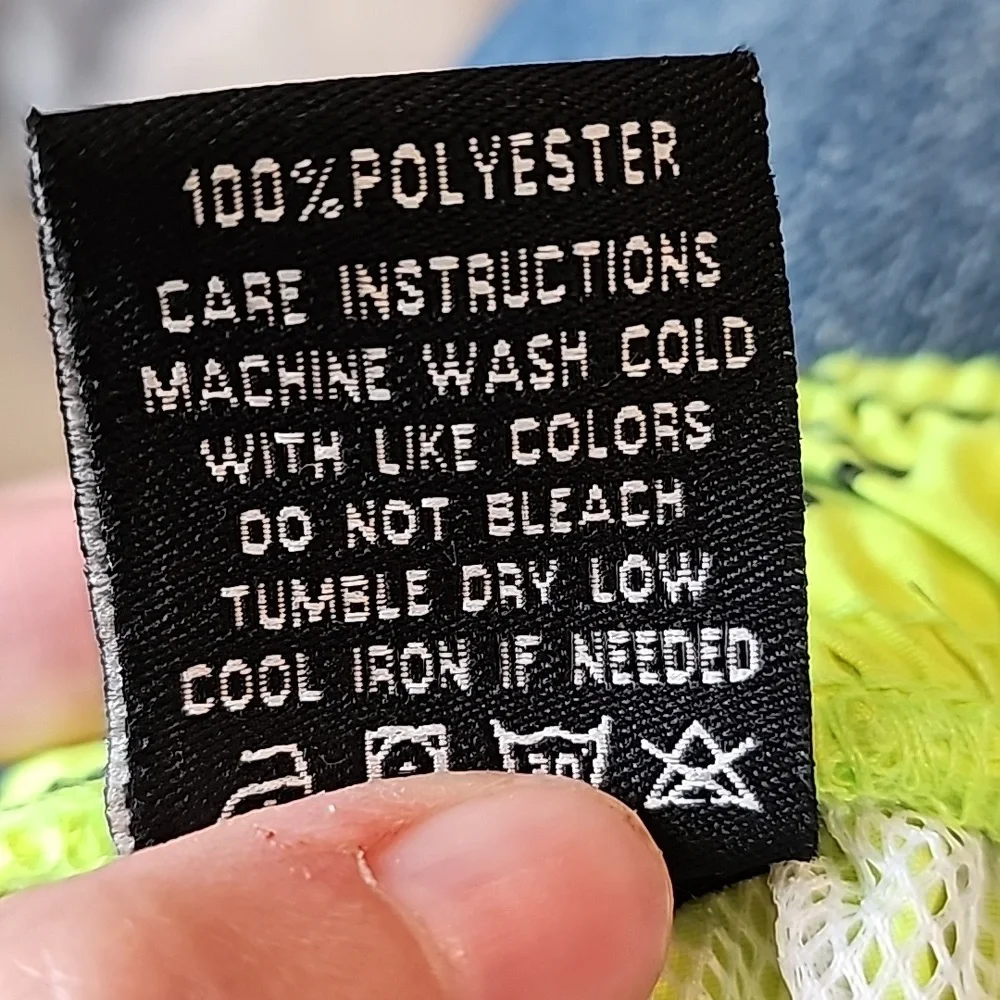 100% POLYESTER
CARE INSTRUCTIONS
MACHINE WASH COLD
WITH LIKE COLORS
DO NOT BLEACH
TUMBLE DRY LOW
COOL IRON IF NEEDED
30